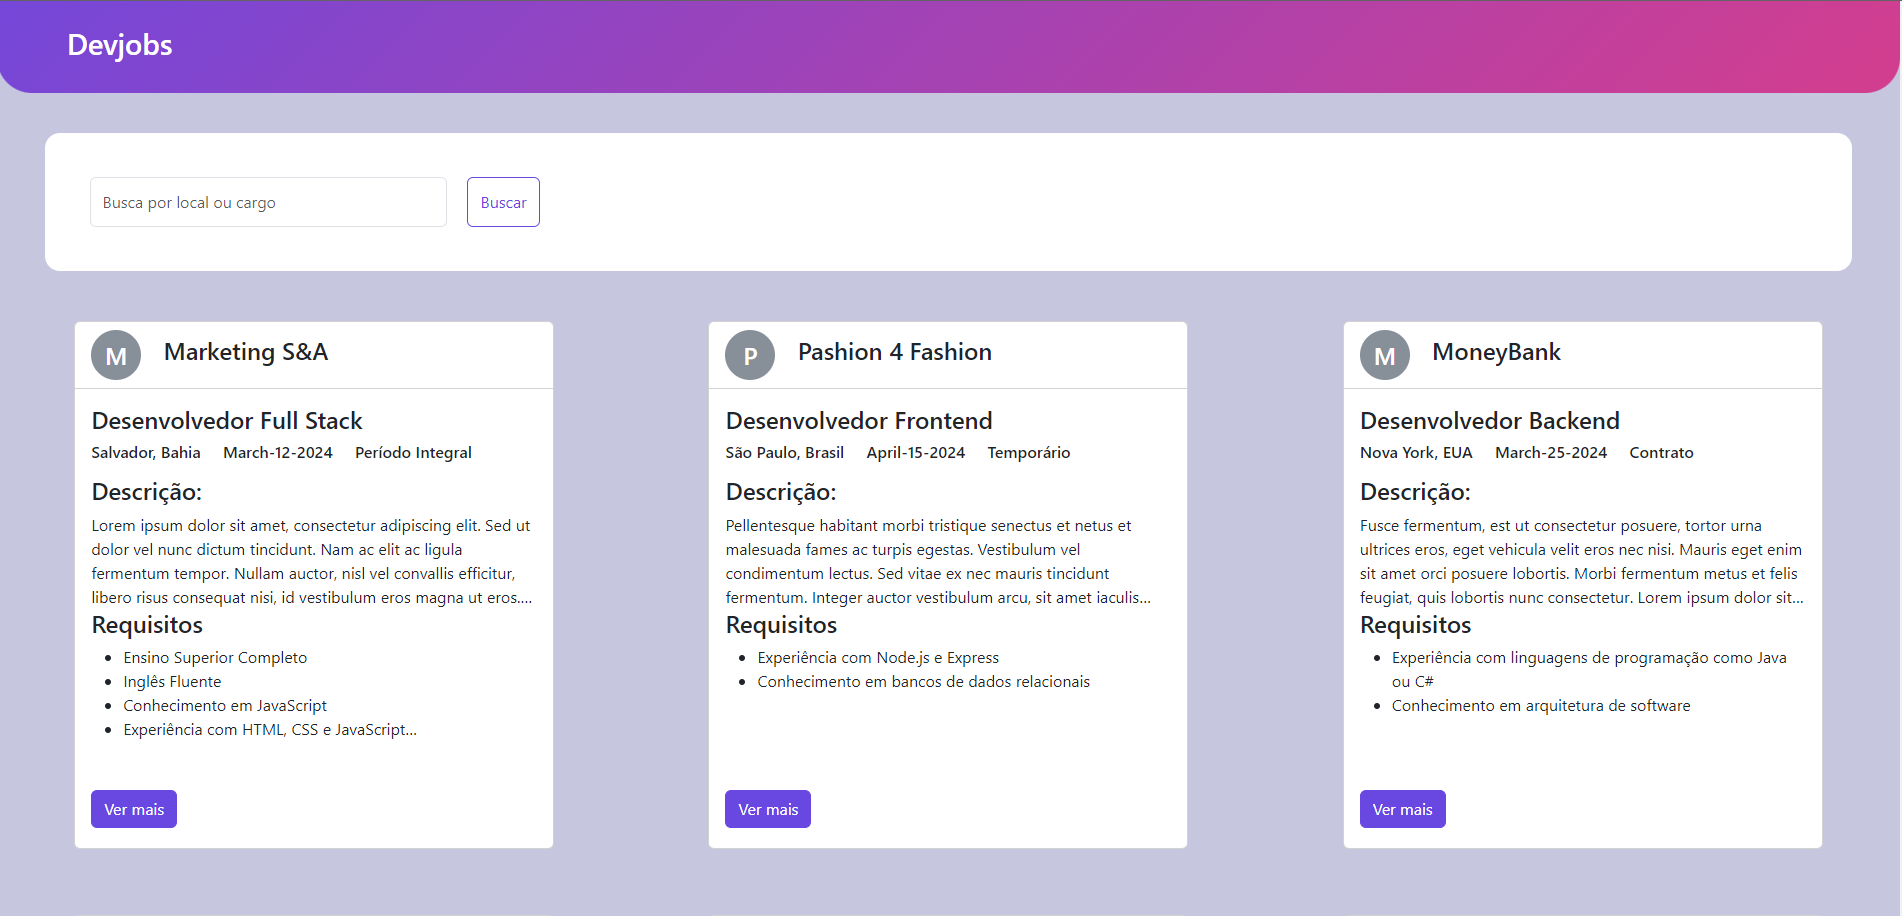 Devjobs
Busca por local ou cargo
Buscar
M
Marketing S&A
Desenvolvedor Full Stack
Salvador, Bahia March-12-2024 Período Integral
Descrição:
Lorem ipsum dolor sit amet, consectetur adipiscing elit. Sed ut
dolor vel nunc dictum tincidunt. Nam ac elit ac ligula
fermentum tempor. Nullam auctor, nisl vel convallis efficitur,
libero risus consequat nisi, id vestibulum eros magna ut eros....
Requisitos
• Ensino Superior Completo
• Inglês Fluente
• Conhecimento em JavaScript
• Experiência com HTML, CSS e JavaScript...
Ver mais
P
Pashion 4 Fashion
Desenvolvedor Frontend
São Paulo, Brasil April-15-2024 Temporário
Descrição:
Pellentesque habitant morbi tristique senectus et netus et
malesuada fames ac turpis egestas. Vestibulum vel
condimentum lectus. Sed vitae ex nec mauris tincidunt
fermentum. Integer auctor vestibulum arcu, sit amet iaculis...
Requisitos
• Experiência com Node.js e Express
• Conhecimento em bancos de dados relacionais
Ver mais
M
MoneyBank
Desenvolvedor Backend
Nova York, EUA March-25-2024 Contrato
Descrição:
Fusce fermentum, est ut consectetur posuere, tortor urna
ultrices eros, eget vehicula velit eros nec nisi. Mauris eget enim
sit amet orci posuere lobortis. Morbi fermentum metus et felis
feugiat, quis lobortis nunc consectetur. Lorem ipsum dolor sit...
Requisitos
• Experiência com linguagens de programação como Java
ou C#
• Conhecimento em arquitetura de software
Ver mais